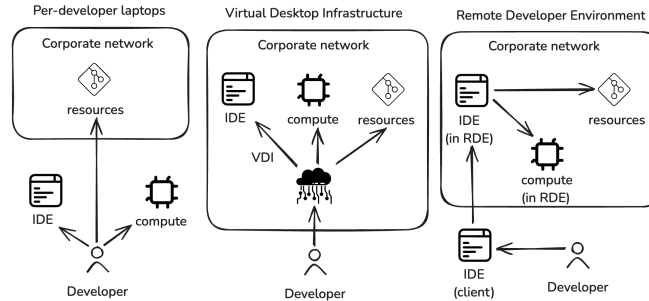 Per-developer laptops
Corporate network
resources
IDE
compute
Developer
Virtual Desktop Infrastructure
Corporate network
IDE
compute
resources
VDI
Developer
Remote Developer Environment
Corporate network
IDE
(in RDE)
resources
compute
(in RDE)
IDE
(client)
Developer